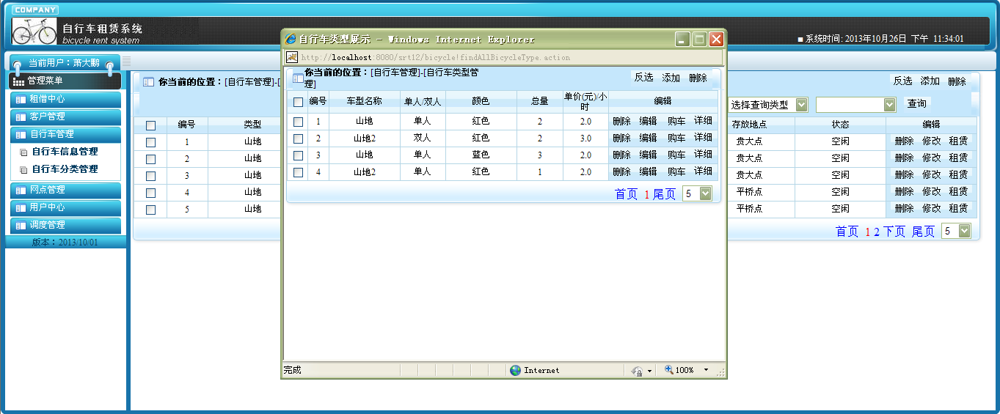 COMPANY
自行车租赁系统
bicycle rent system
■ 系统时间: 2013年10月26日 下午 11:34:01
当前用户：萧大鹏
管理菜单
租借中心
客户管理
自行车管理
自行车信息管理
自行车分类管理
网点管理
用户中心
调度管理
版本：2013/10/01
你当前的位置：[自行车管理]-[
反选 添加 删除
选择查询类型 查询
编号 类型 存放地点 状态 编辑
1 山地 贵大点 空闲 删除 修改 租赁
2 山地 贵大点 空闲 删除 修改 租赁
3 山地 贵大点 空闲 删除 修改 租赁
4 山地 平桥点 空闲 删除 修改 租赁
5 山地 平桥点 空闲 删除 修改 租赁
首页 1 2 下页 尾页 5
自行车类型展示 - Windows Internet Explorer
http://localhost:8080/srt12/bicycle!findAllBicycleType.action
你当前的位置：[自行车管理]-[自行车类型管
理]
反选 添加 删除
编号 车型名称 单人/双人 颜色 总量 单价(元)/小
时 编辑
1 山地 单人 红色 2 2.0 删除 编辑 购车 详细
2 山地2 双人 红色 2 3.0 删除 编辑 购车 详细
3 山地 单人 蓝色 3 2.0 删除 编辑 购车 详细
4 山地2 单人 红色 1 2.0 删除 编辑 购车 详细
首页 1 尾页 5
完成 Internet 100%